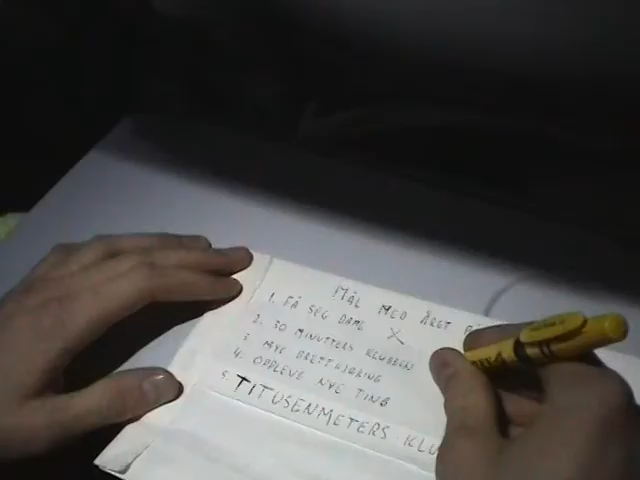 MÅL MED ÅRET
1. FÅ SEG DAME X
2. 30 MINUTTERS KLUBBEN
3 MYE BRETTKJØRING
4. OPPLEVE NYE TING
5. TITUSENMETERS KLU